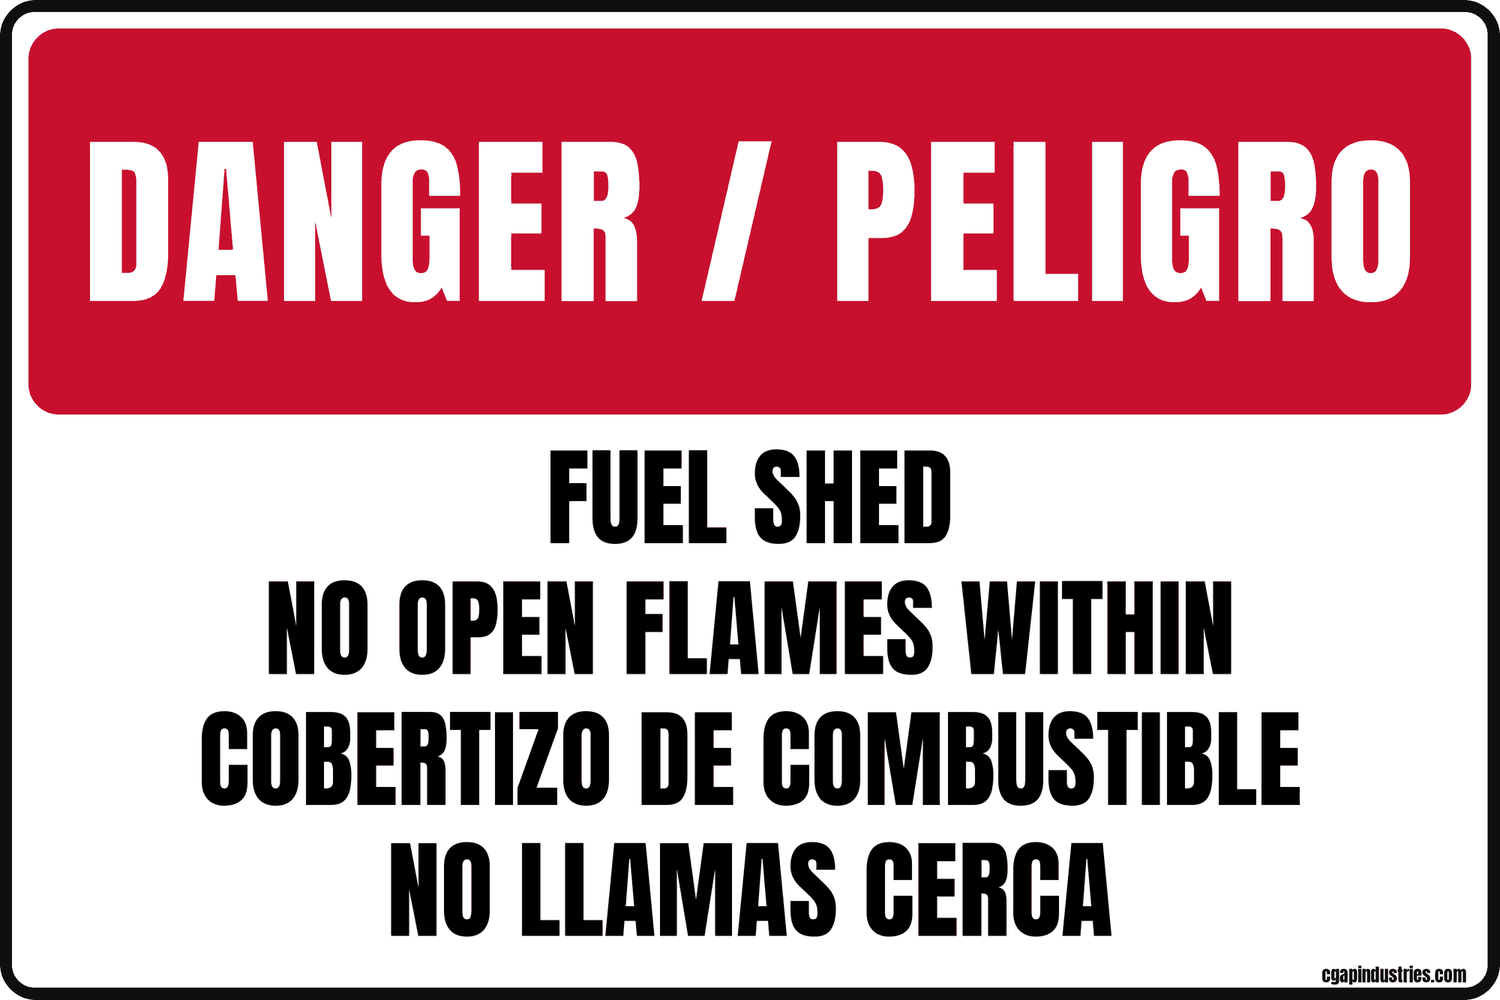 DANGER / PELIGRO
FUEL SHED
NO OPEN FLAMES WITHIN
COBERTIZO DE COMBUSTIBLE
NO LLAMAS CERCA
cgapindustries.com